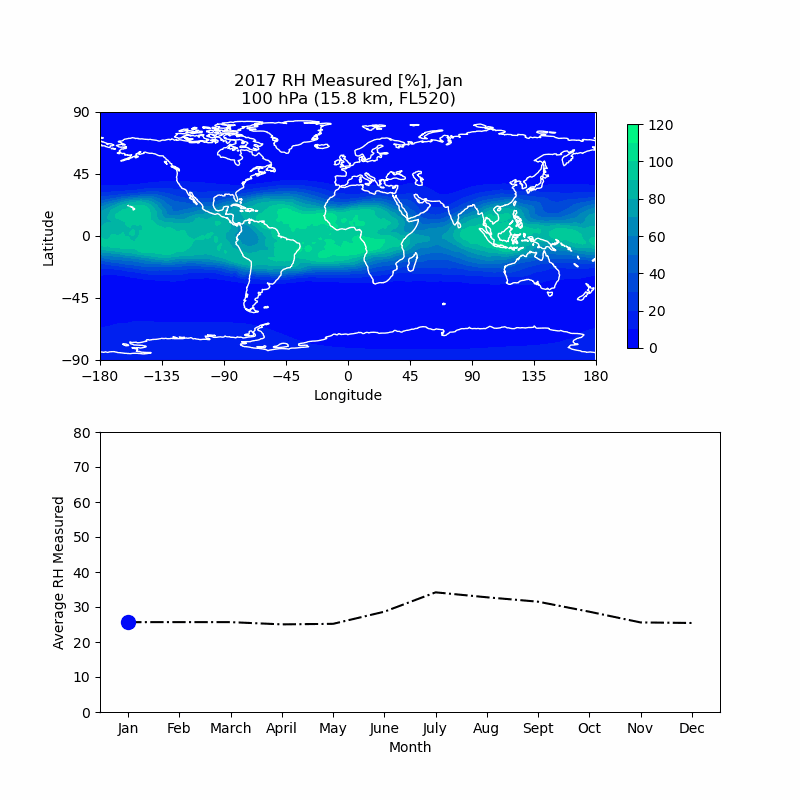 2017 RH Measured [%], Jan
100 hPa (15.8 km, FL520)
90
45
0
−45
−90
Latitude
−180 −135 −90 −45 0 45 90 135 180
Longitude
120
100
80
60
40
20
0
80
70
60
50
40
30
20
10
0
Average RH Measured
Jan Feb March April May June July Aug Sept Oct Nov Dec
Month